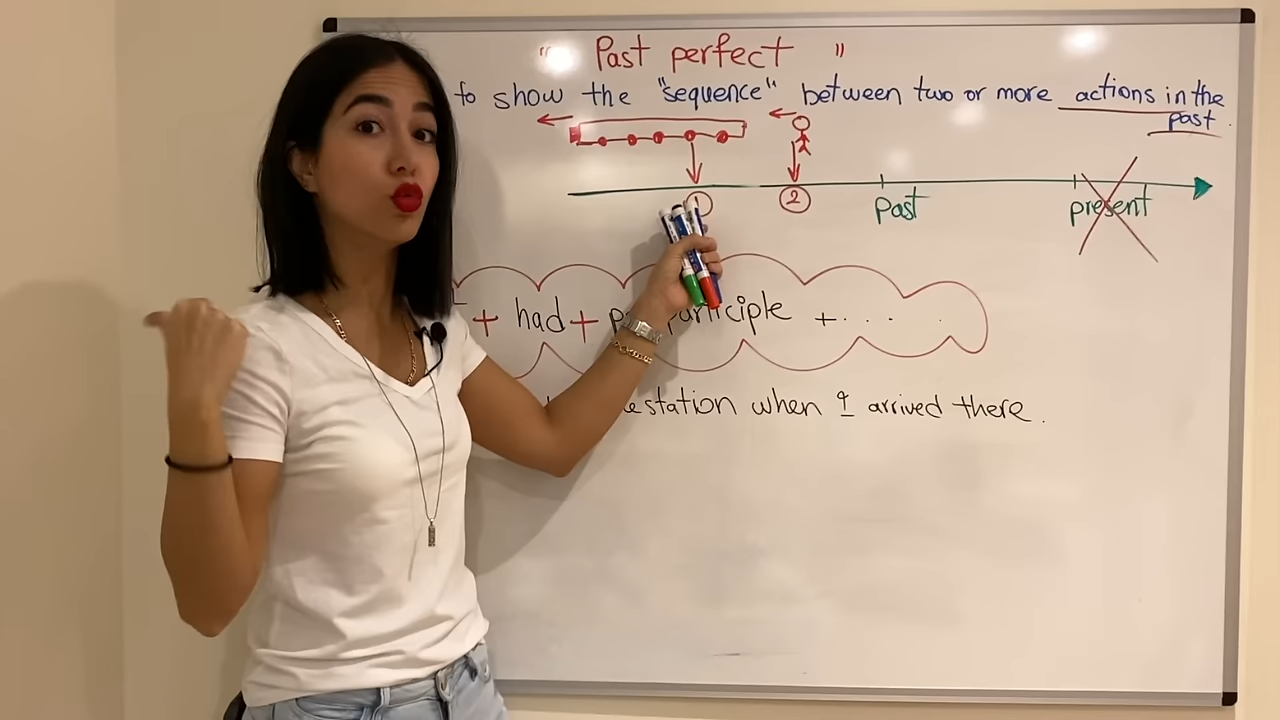 " Past perfect "
to show the "sequence" between two or more actions in the
past.
1 2 past present
+ had + participle + . . . .
station when I arrived there.